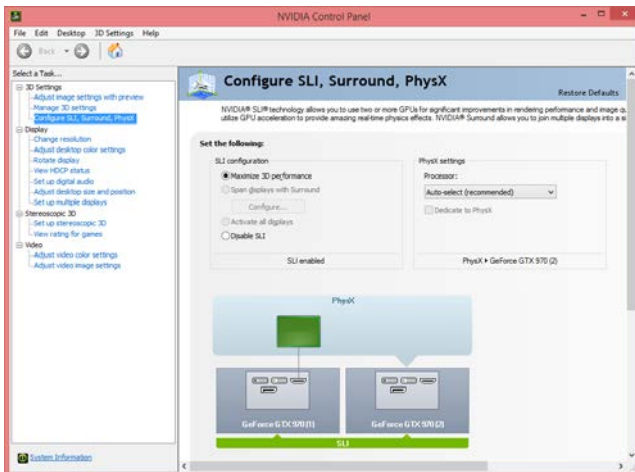 NVIDIA Control Panel
File Edit Desktop 3D Settings Help
Back
Select a Task...
3D Settings
Adjust image settings with preview
Manage 3D settings
Configure SLI, Surround, PhysX
Display
Change resolution
Adjust desktop color settings
Rotate display
View HDCP status
Set up digital audio
Adjust desktop size and position
Set up multiple displays
Stereoscopic 3D
Set up stereoscopic 3D
View rating for games
Video
Adjust video color settings
Adjust video image settings
System Information
Configure SLI, Surround, PhysX
Restore Defaults
NVIDIA® SLI® technology allows you to use two or more GPUs for significant improvements in rendering performance and image qu
utilize GPU acceleration to provide amazing real-time physics effects. NVIDIA® Surround allows you to join multiple displays into a si
Set the following:
SLI configuration
Maximize 3D performance
Span displays with Surround
Configure...
Activate all displays
Disable SLI
SLI enabled
PhysX settings
Processor:
Auto-select (recommended)
Dedicate to PhysX
PhysX ▸ GeForce GTX 970 (2)
PhysX
GeForce GTX 970 (1)
GeForce GTX 970 (2)
SLI